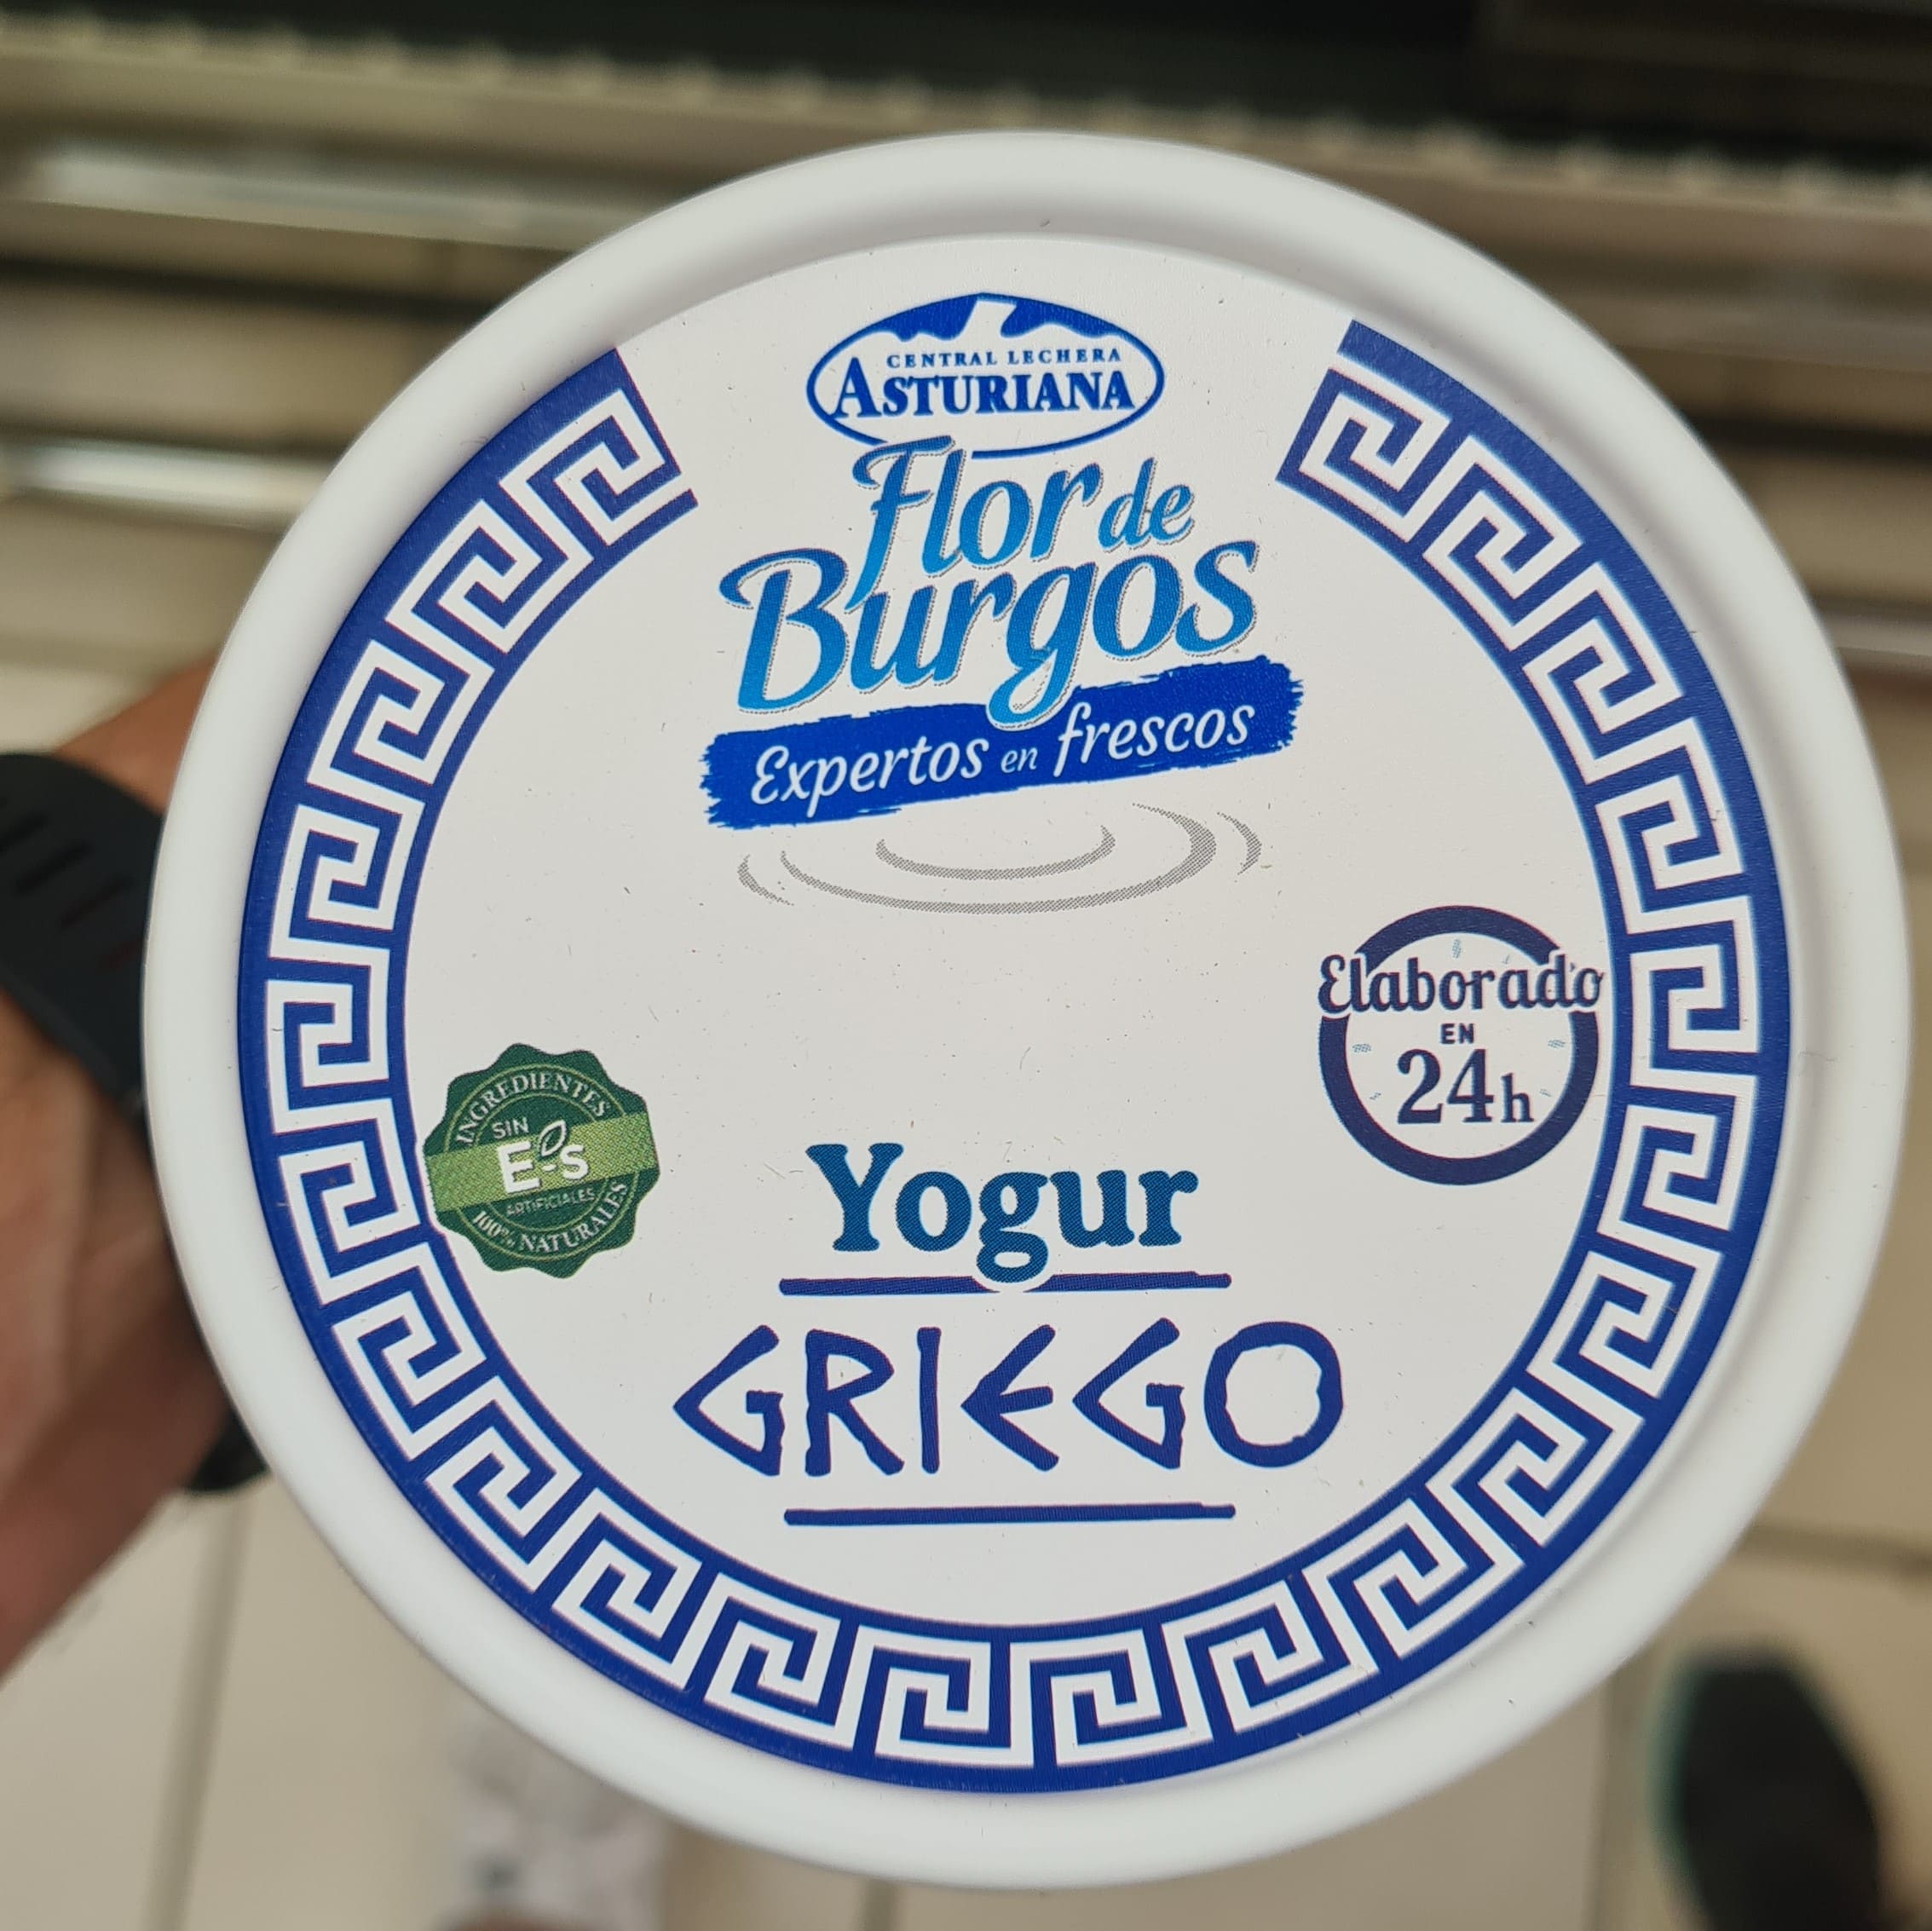 CENTRAL LECHERA
ASTURIANA
Flor de
Burgos
Expertos en frescos
Elaborado
EN
24h
INGREDIENTES
SIN
E-s
ARTIFICIALES
100% NATURALES
Yogur
GRIEGO